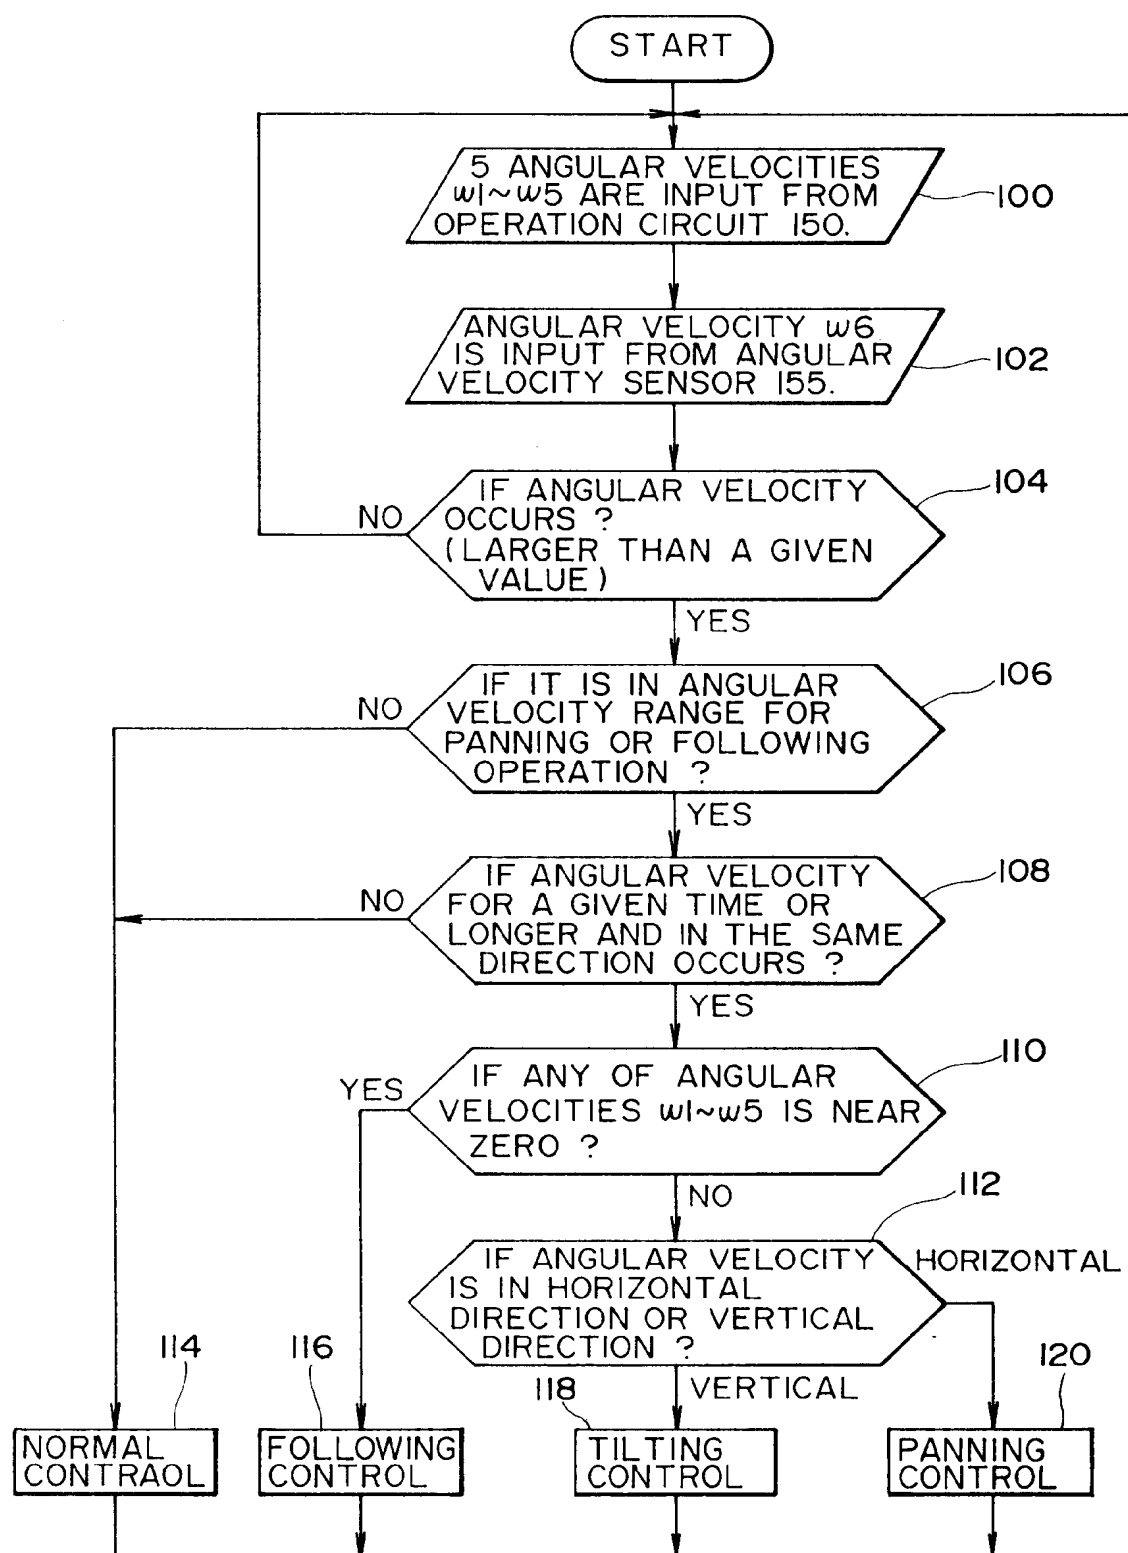 START
5 ANGULAR VELOCITIES
ω1~ω5 ARE INPUT FROM
OPERATION CIRCUIT 150.
100
ANGULAR VELOCITY ω6
IS INPUT FROM ANGULAR
VELOCITY SENSOR 155.
102
IF ANGULAR VELOCITY
OCCURS ?
(LARGER THAN A GIVEN
VALUE)
104
NO
YES
IF IT IS IN ANGULAR
VELOCITY RANGE FOR
PANNING OR FOLLOWING
OPERATION ?
106
NO
YES
IF ANGULAR VELOCITY
FOR A GIVEN TIME OR
LONGER AND IN THE SAME
DIRECTION OCCURS ?
108
NO
YES
IF ANY OF ANGULAR
VELOCITIES ω1~ω5 IS NEAR
ZERO ?
110
YES
NO
112
IF ANGULAR VELOCITY
IS IN HORIZONTAL
DIRECTION OR VERTICAL
DIRECTION ?
HORIZONTAL
VERTICAL
114
NORMAL
CONTRAOL
116
FOLLOWING
CONTROL
118
TILTING
CONTROL
120
PANNING
CONTROL